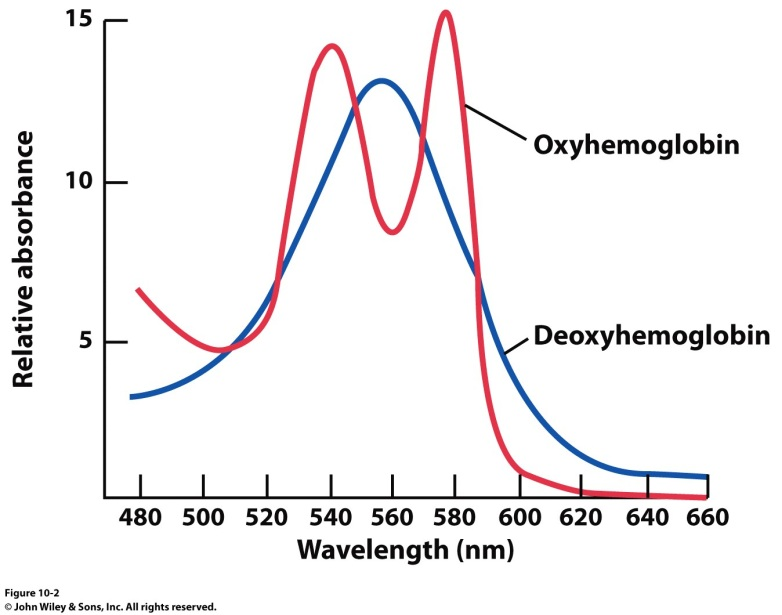 15
10
5
Relative absorbance
Oxyhemoglobin
Deoxyhemoglobin
480 500 520 540 560 580 600 620 640 660
Wavelength (nm)
Figure 10-2
© John Wiley & Sons, Inc. All rights reserved.